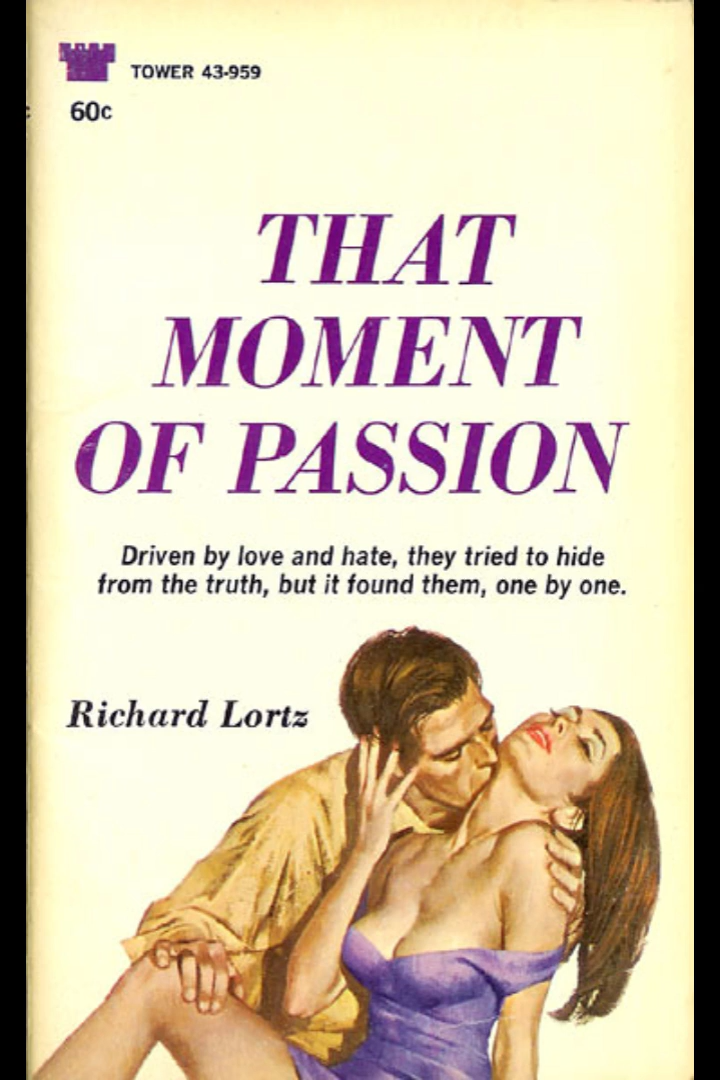 TOWER 43-959
60c
THAT
MOMENT
OF PASSION
Driven by love and hate, they tried to hide
from the truth, but it found them, one by one.
Richard Lortz